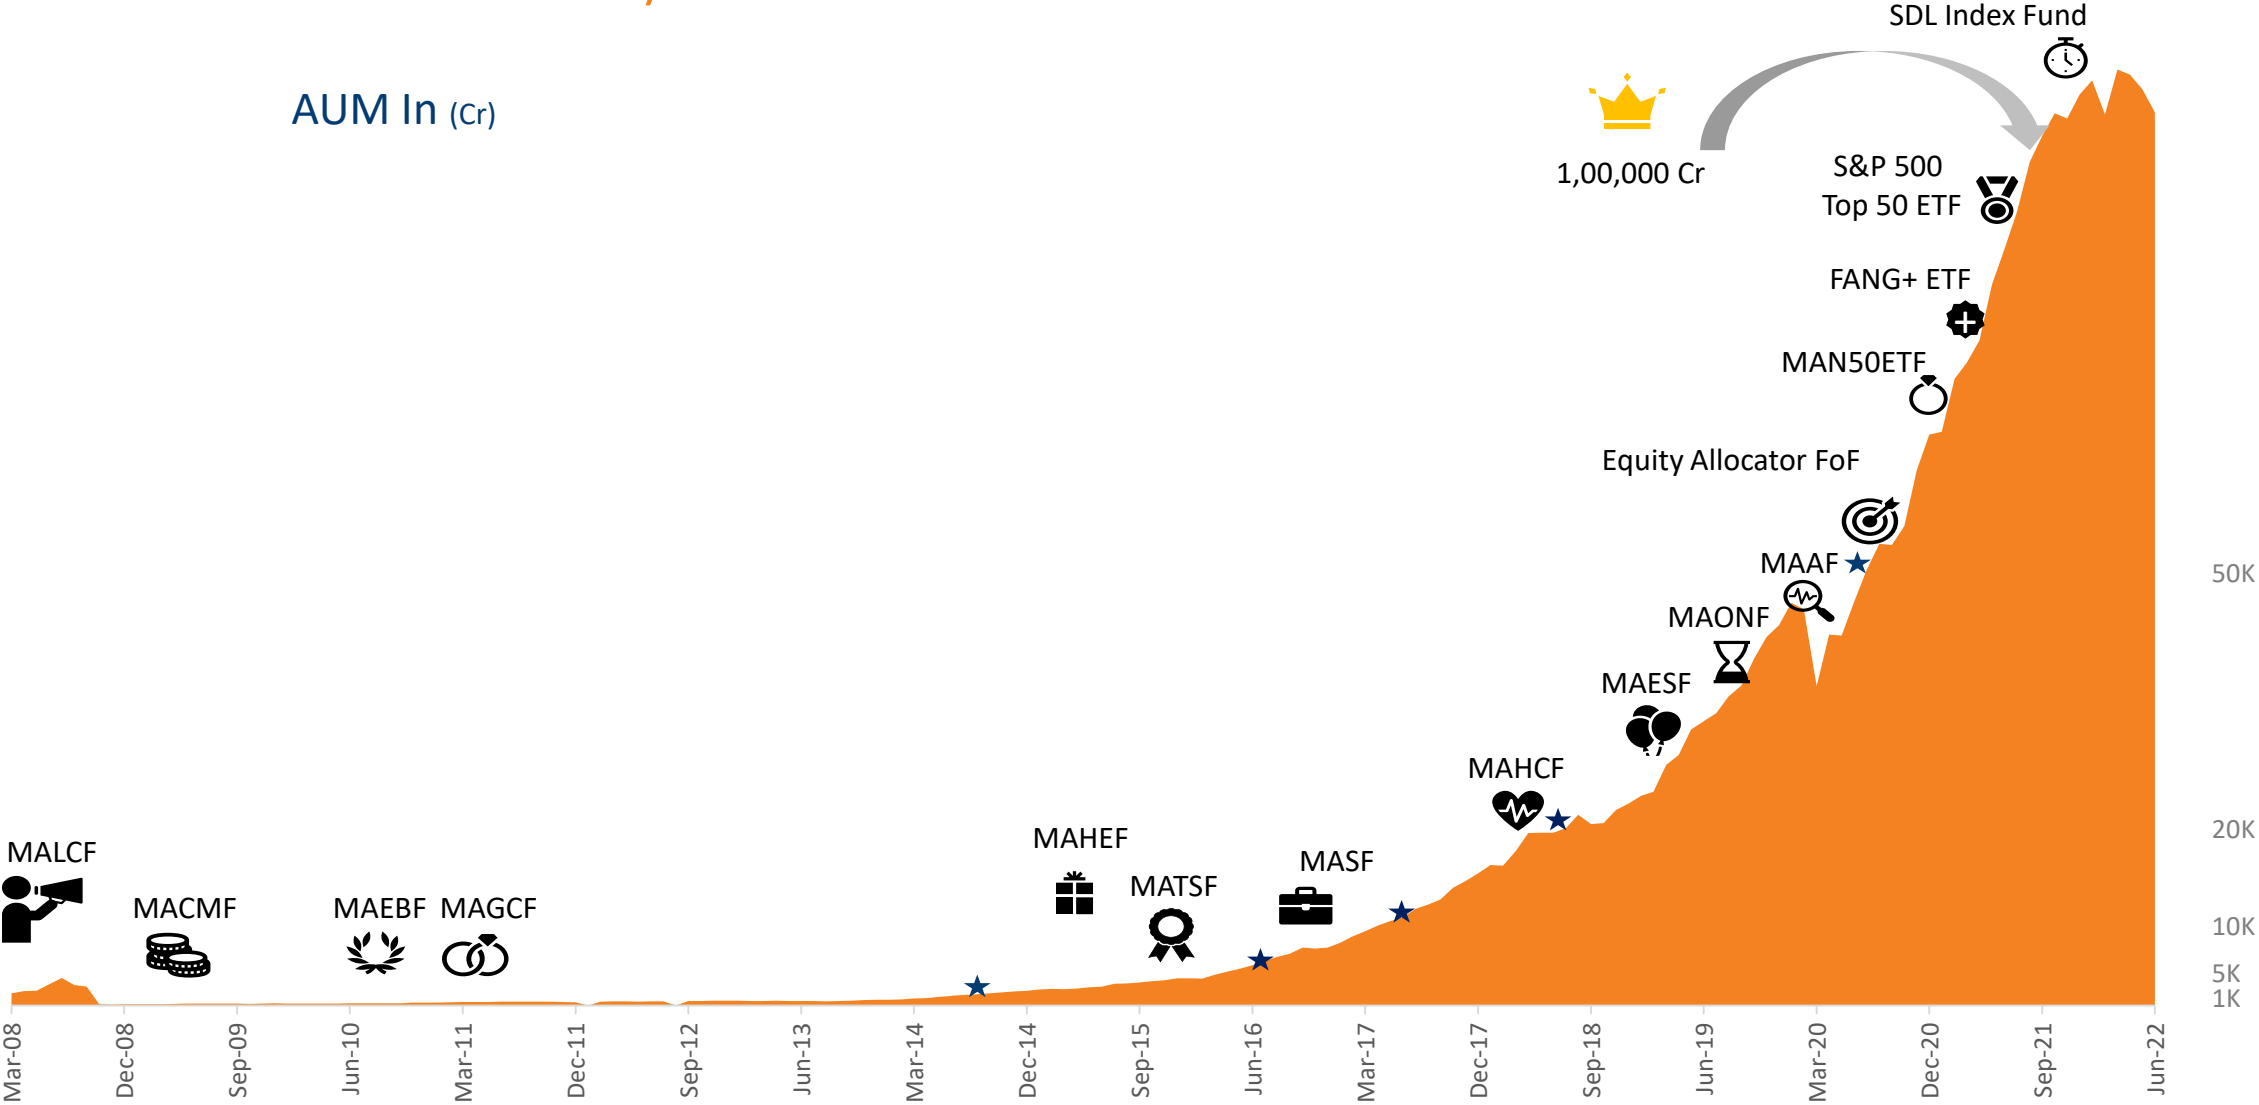 SDL Index Fund
AUM In (Cr)
1,00,000 Cr
S&P 500
Top 50 ETF
FANG+ ETF
MAN50ETF
Equity Allocator FoF
MAAF
50K
MAONF
MAESF
MAHCF
20K
MAHEF
MALCF
MASF
MATSF
MACMF
MAEBF
MAGCF
10K
5K
1K
Mar-08
Dec-08
Sep-09
Jun-10
Mar-11
Dec-11
Sep-12
Jun-13
Mar-14
Dec-14
Sep-15
Jun-16
Mar-17
Dec-17
Sep-18
Jun-19
Mar-20
Dec-20
Sep-21
Jun-22